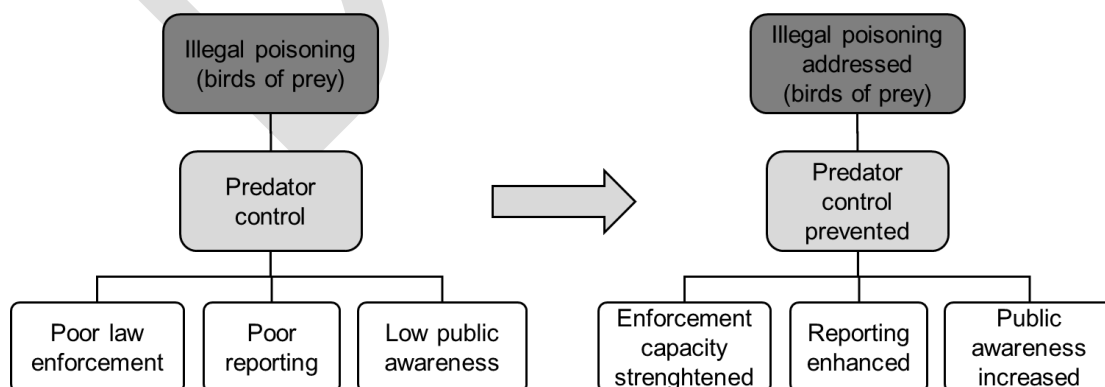 Illegal poisoning
(birds of prey)
Predator
control
Poor law
enforcement
Poor
reporting
Low public
awareness
Illegal poisoning
addressed
(birds of prey)
Predator
control
prevented
Enforcement
capacity
strenghtened
Reporting
enhanced
Public
awareness
increased